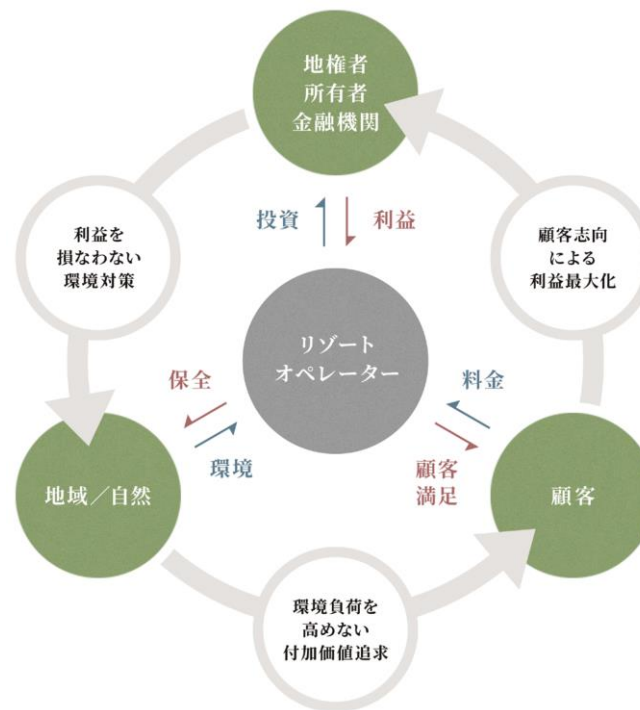 地権者
所有者
金融機関
投資
利益
利益を
損なわない
環境対策
顧客志向
による
利益最大化
リゾート
オペレーター
保全
環境
料金
顧客
満足
地域／自然
顧客
環境負荷を
高めない
付加価値追求